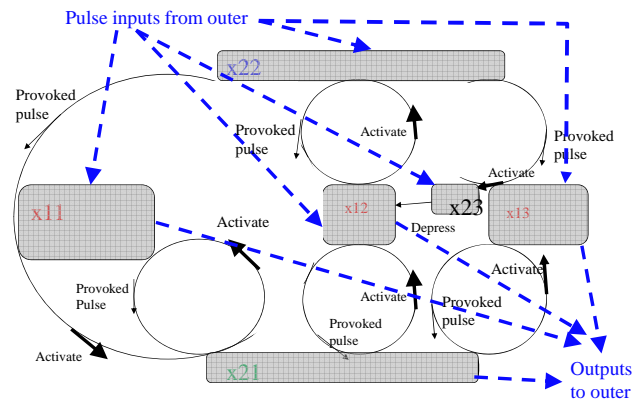 Pulse inputs from outer
x22
Provoked
pulse
Provoked
pulse
Activate
Provoked
pulse
Activate
x11
x12
x23
x13
Activate
Depress
Activate
Provoked
Pulse
Activate
Provoked
pulse
Provoked
pulse
Activate
x21
Outputs
to outer